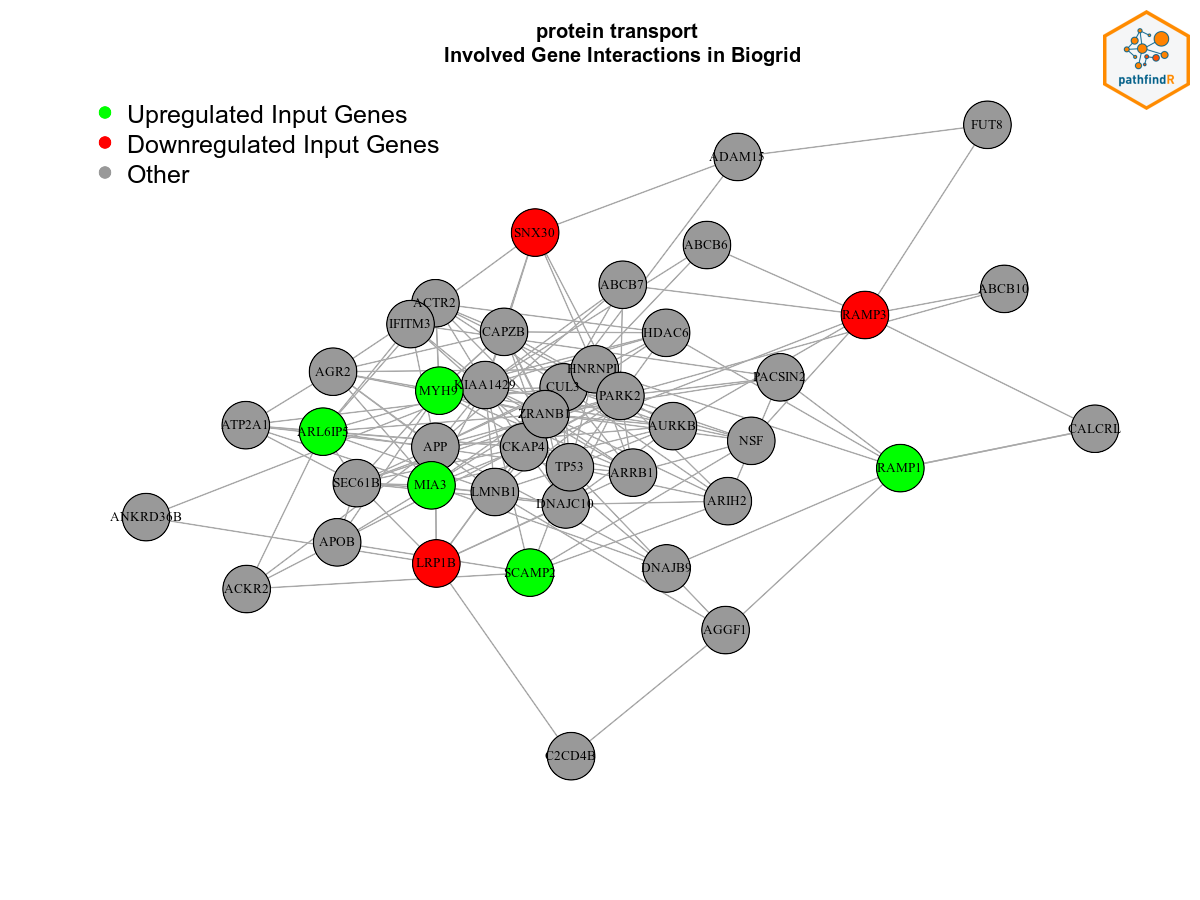 protein transport
Involved Gene Interactions in Biogrid
pathfindR
Upregulated Input Genes
Downregulated Input Genes
Other
FUT8
ADAM15
SNX30
ABCB6
ABCB7
ABCB10
ACTR2
RAMP3
IFITM3
CAPZB
HDAC6
AGR2
HNRNPL
PACSIN2
MYH9
KIAA1429
CUL3
PARK2
ZRANB1
ATP2A1
ARL6IP5
AURKB
CALCRL
APP
CKAP4
NSF
TP53
RAMP1
ARRB1
SEC61B
MIA3
LMNB1
DNAJC10
ARIH2
ANKRD36B
APOB
LRP1B
SCAMP2
DNAJB9
ACKR2
AGGF1
C2CD4B